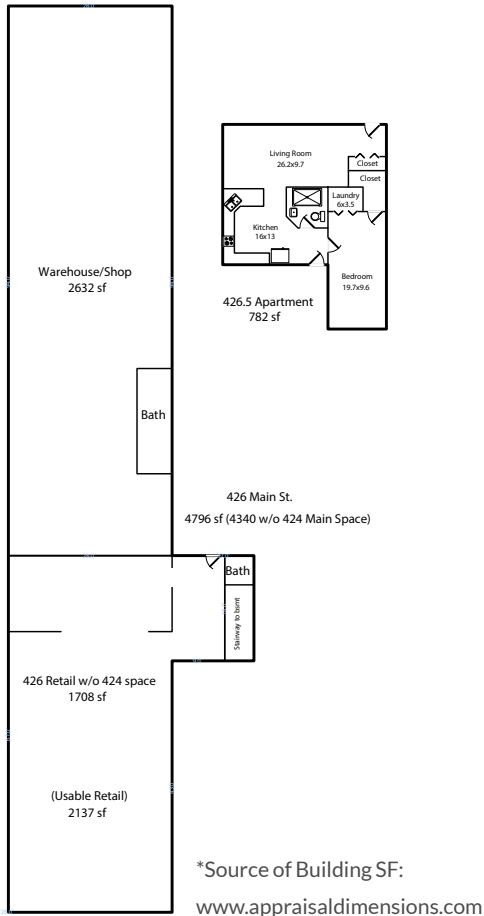 Living Room
26.2x9.7
Closet
Closet
Laundry
6x3.5
Kitchen
16x13
Bedroom
19.7x9.6
Warehouse/Shop
2632 sf
426.5 Apartment
782 sf
Bath
426 Main St.
4796 sf (4340 w/o 424 Main Space)
Bath
Stairway to bsmt
426 Retail w/o 424 space
1708 sf
(Usable Retail)
2137 sf
*Source of Building SF:
www.appraisaldimensions.com